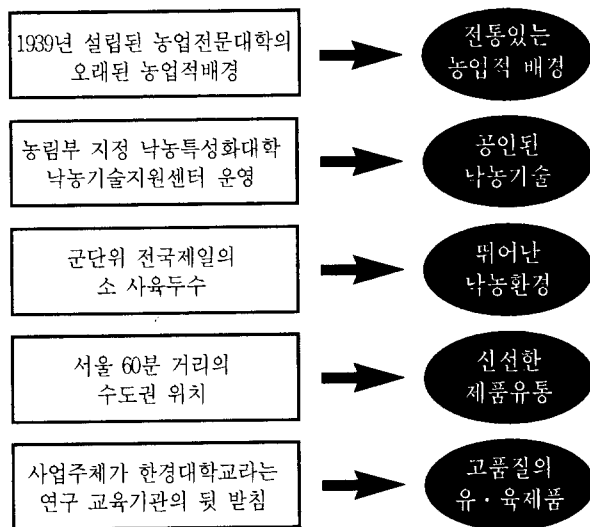 1939년 설립된 농업전문대학의
오래된 농업적배경
전통있는
농업적 배경
농림부 지정 낙농특성화대학
낙농기술지원센터 운영
공인된
낙농기술
군단위 전국제일의
소 사육두수
뛰어난
낙농환경
서울 60분 거리의
수도권 위치
신선한
제품유통
사업주체가 한경대학교라는
연구 교육기관의 뒷 받침
고품질의
유·육제품